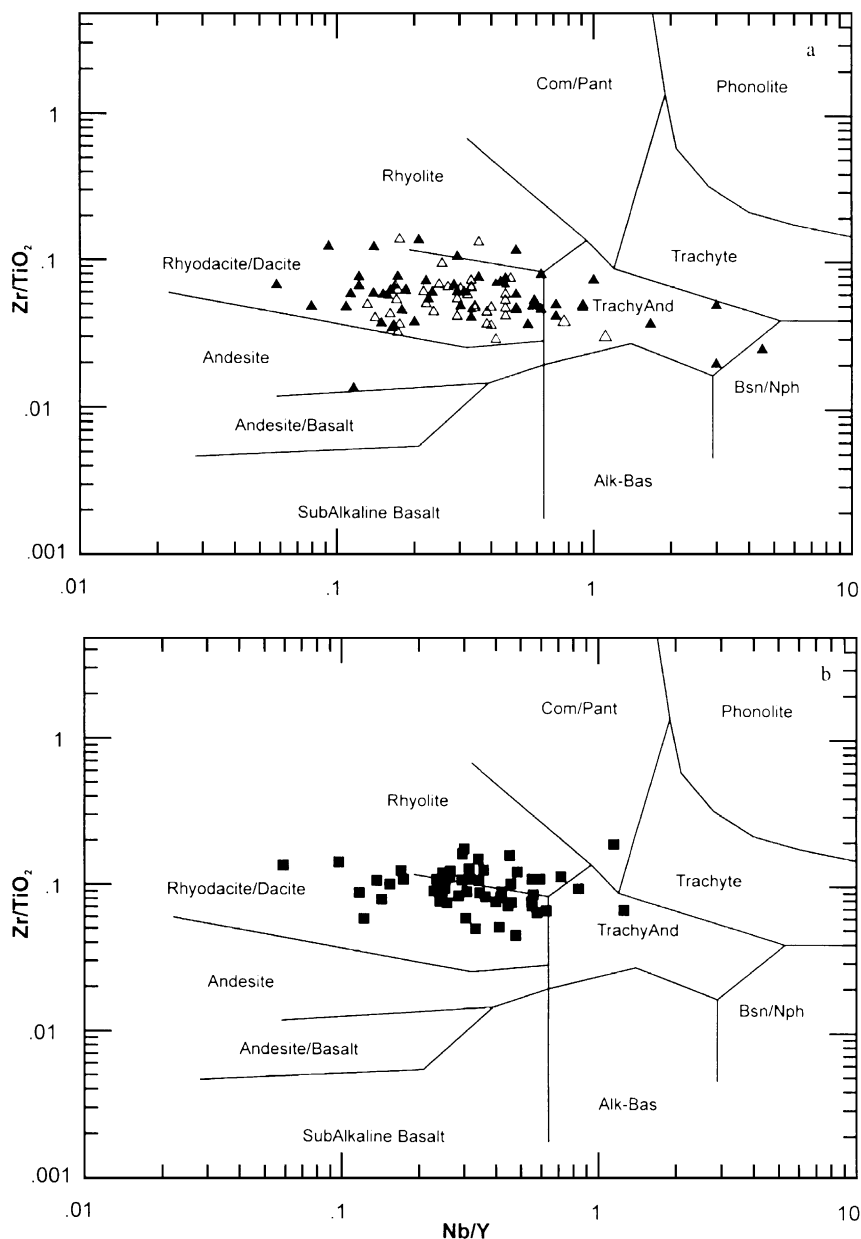 a
Com/Pant
Phonolite
1
Rhyolite
Zr/TiO2
Trachyte
.1
Rhyodacite/Dacite
TrachyAnd
Andesite
Bsn/Nph
.01
Andesite/Basalt
Alk-Bas
SubAlkaline Basalt
.001
.01
.1
1
10
b
Com/Pant
Phonolite
1
Rhyolite
Zr/TiO2
Trachyte
.1
Rhyodacite/Dacite
TrachyAnd
Andesite
Bsn/Nph
.01
Andesite/Basalt
Alk-Bas
SubAlkaline Basalt
.001
.01
.1
1
10
Nb/Y